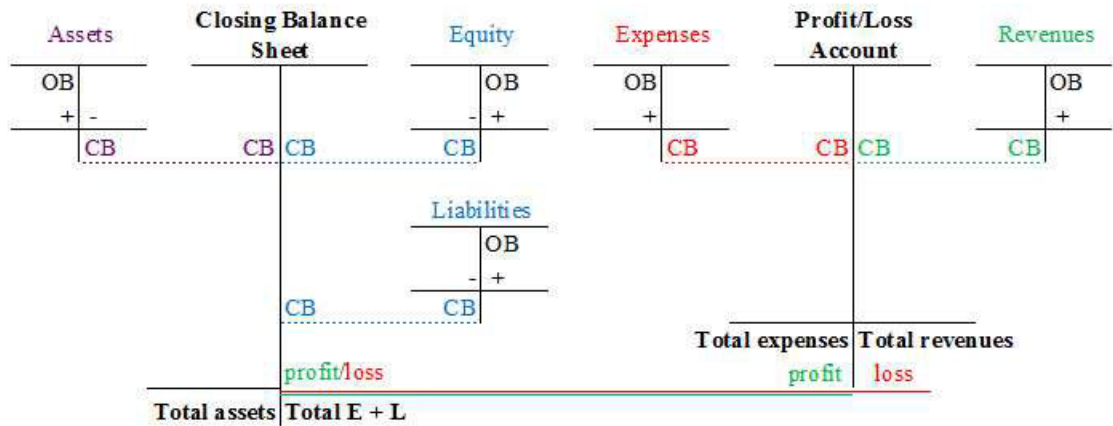 Assets
Closing Balance
Sheet
Equity
Expenses
Profit/Loss
Account
Revenues
OB
OB
OB
OB
+ -
- +
+
+
CB
CB CB
CB
CB
CB CB
CB
Liabilities
OB
- +
CB
CB
Total expenses Total revenues
profit/loss
profit loss
Total assets Total E + L